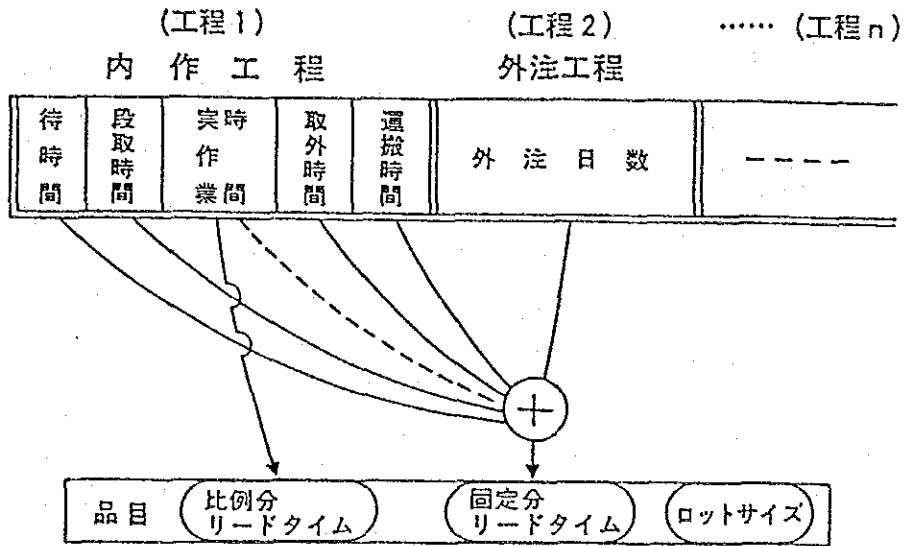 (工程1) (工程2) …… (工程n)
内作工程 外注工程
待時間 段取時間 実作業時間 取外時間 運搬時間 外注日数 ----
+
品目 比例分リードタイム 固定分リードタイム ロットサイズ